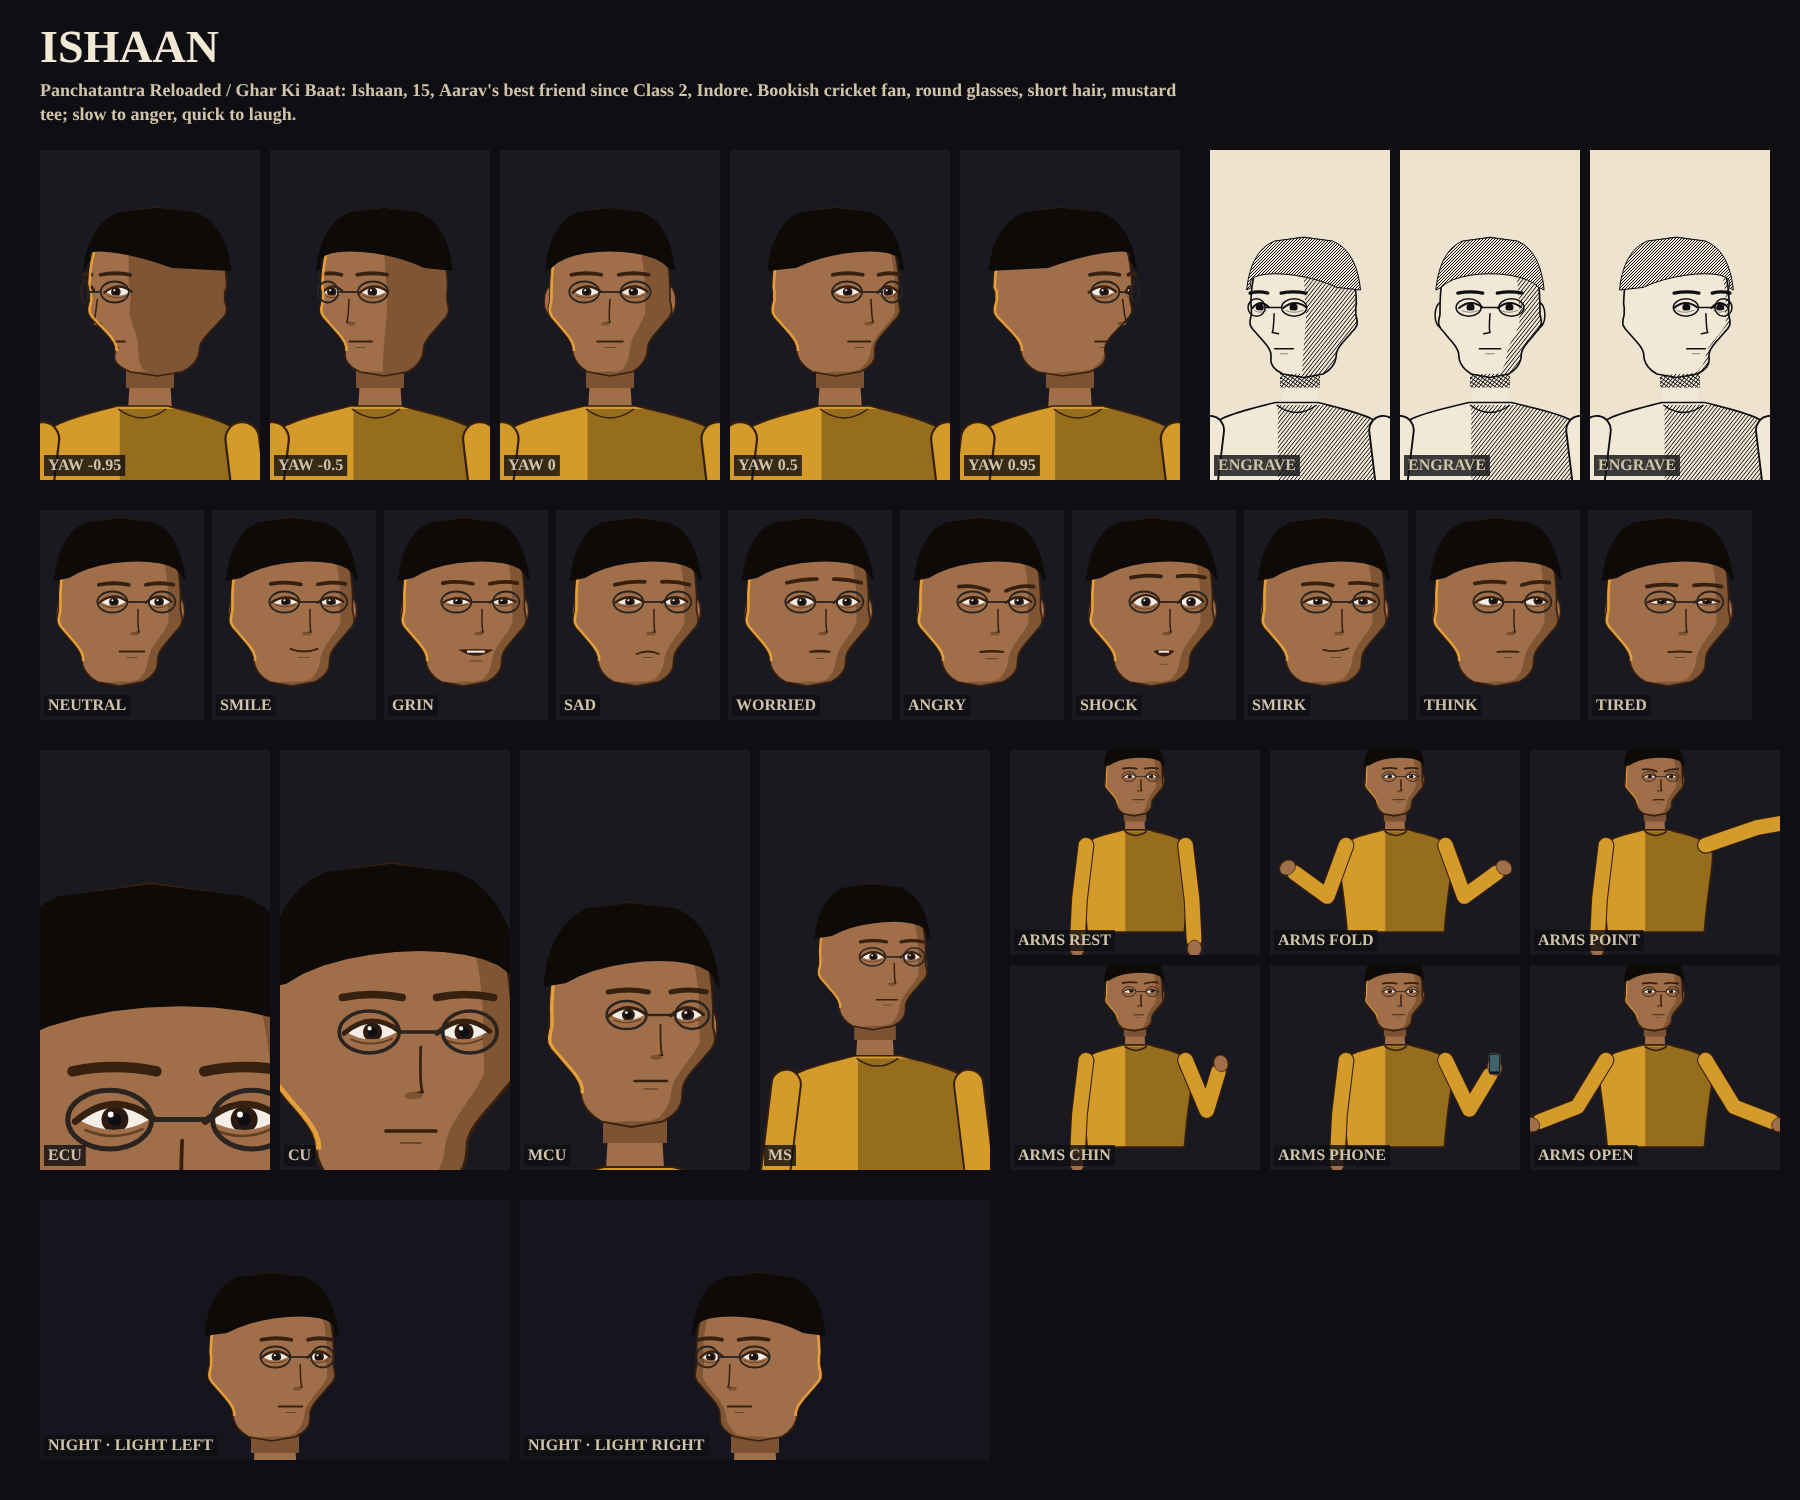 ISHAAN
Panchatantra Reloaded / Ghar Ki Baat: Ishaan, 15, Aarav's best friend since Class 2, Indore. Bookish cricket fan, round glasses, short hair, mustard
tee; slow to anger, quick to laugh.
YAW -0.95
YAW -0.5
YAW 0
YAW 0.5
YAW 0.95
ENGRAVE
ENGRAVE
ENGRAVE
NEUTRAL
SMILE
GRIN
SAD
WORRIED
ANGRY
SHOCK
SMIRK
THINK
TIRED
ECU
CU
MCU
MS
ARMS REST
ARMS FOLD
ARMS POINT
ARMS CHIN
ARMS PHONE
ARMS OPEN
NIGHT · LIGHT LEFT
NIGHT · LIGHT RIGHT